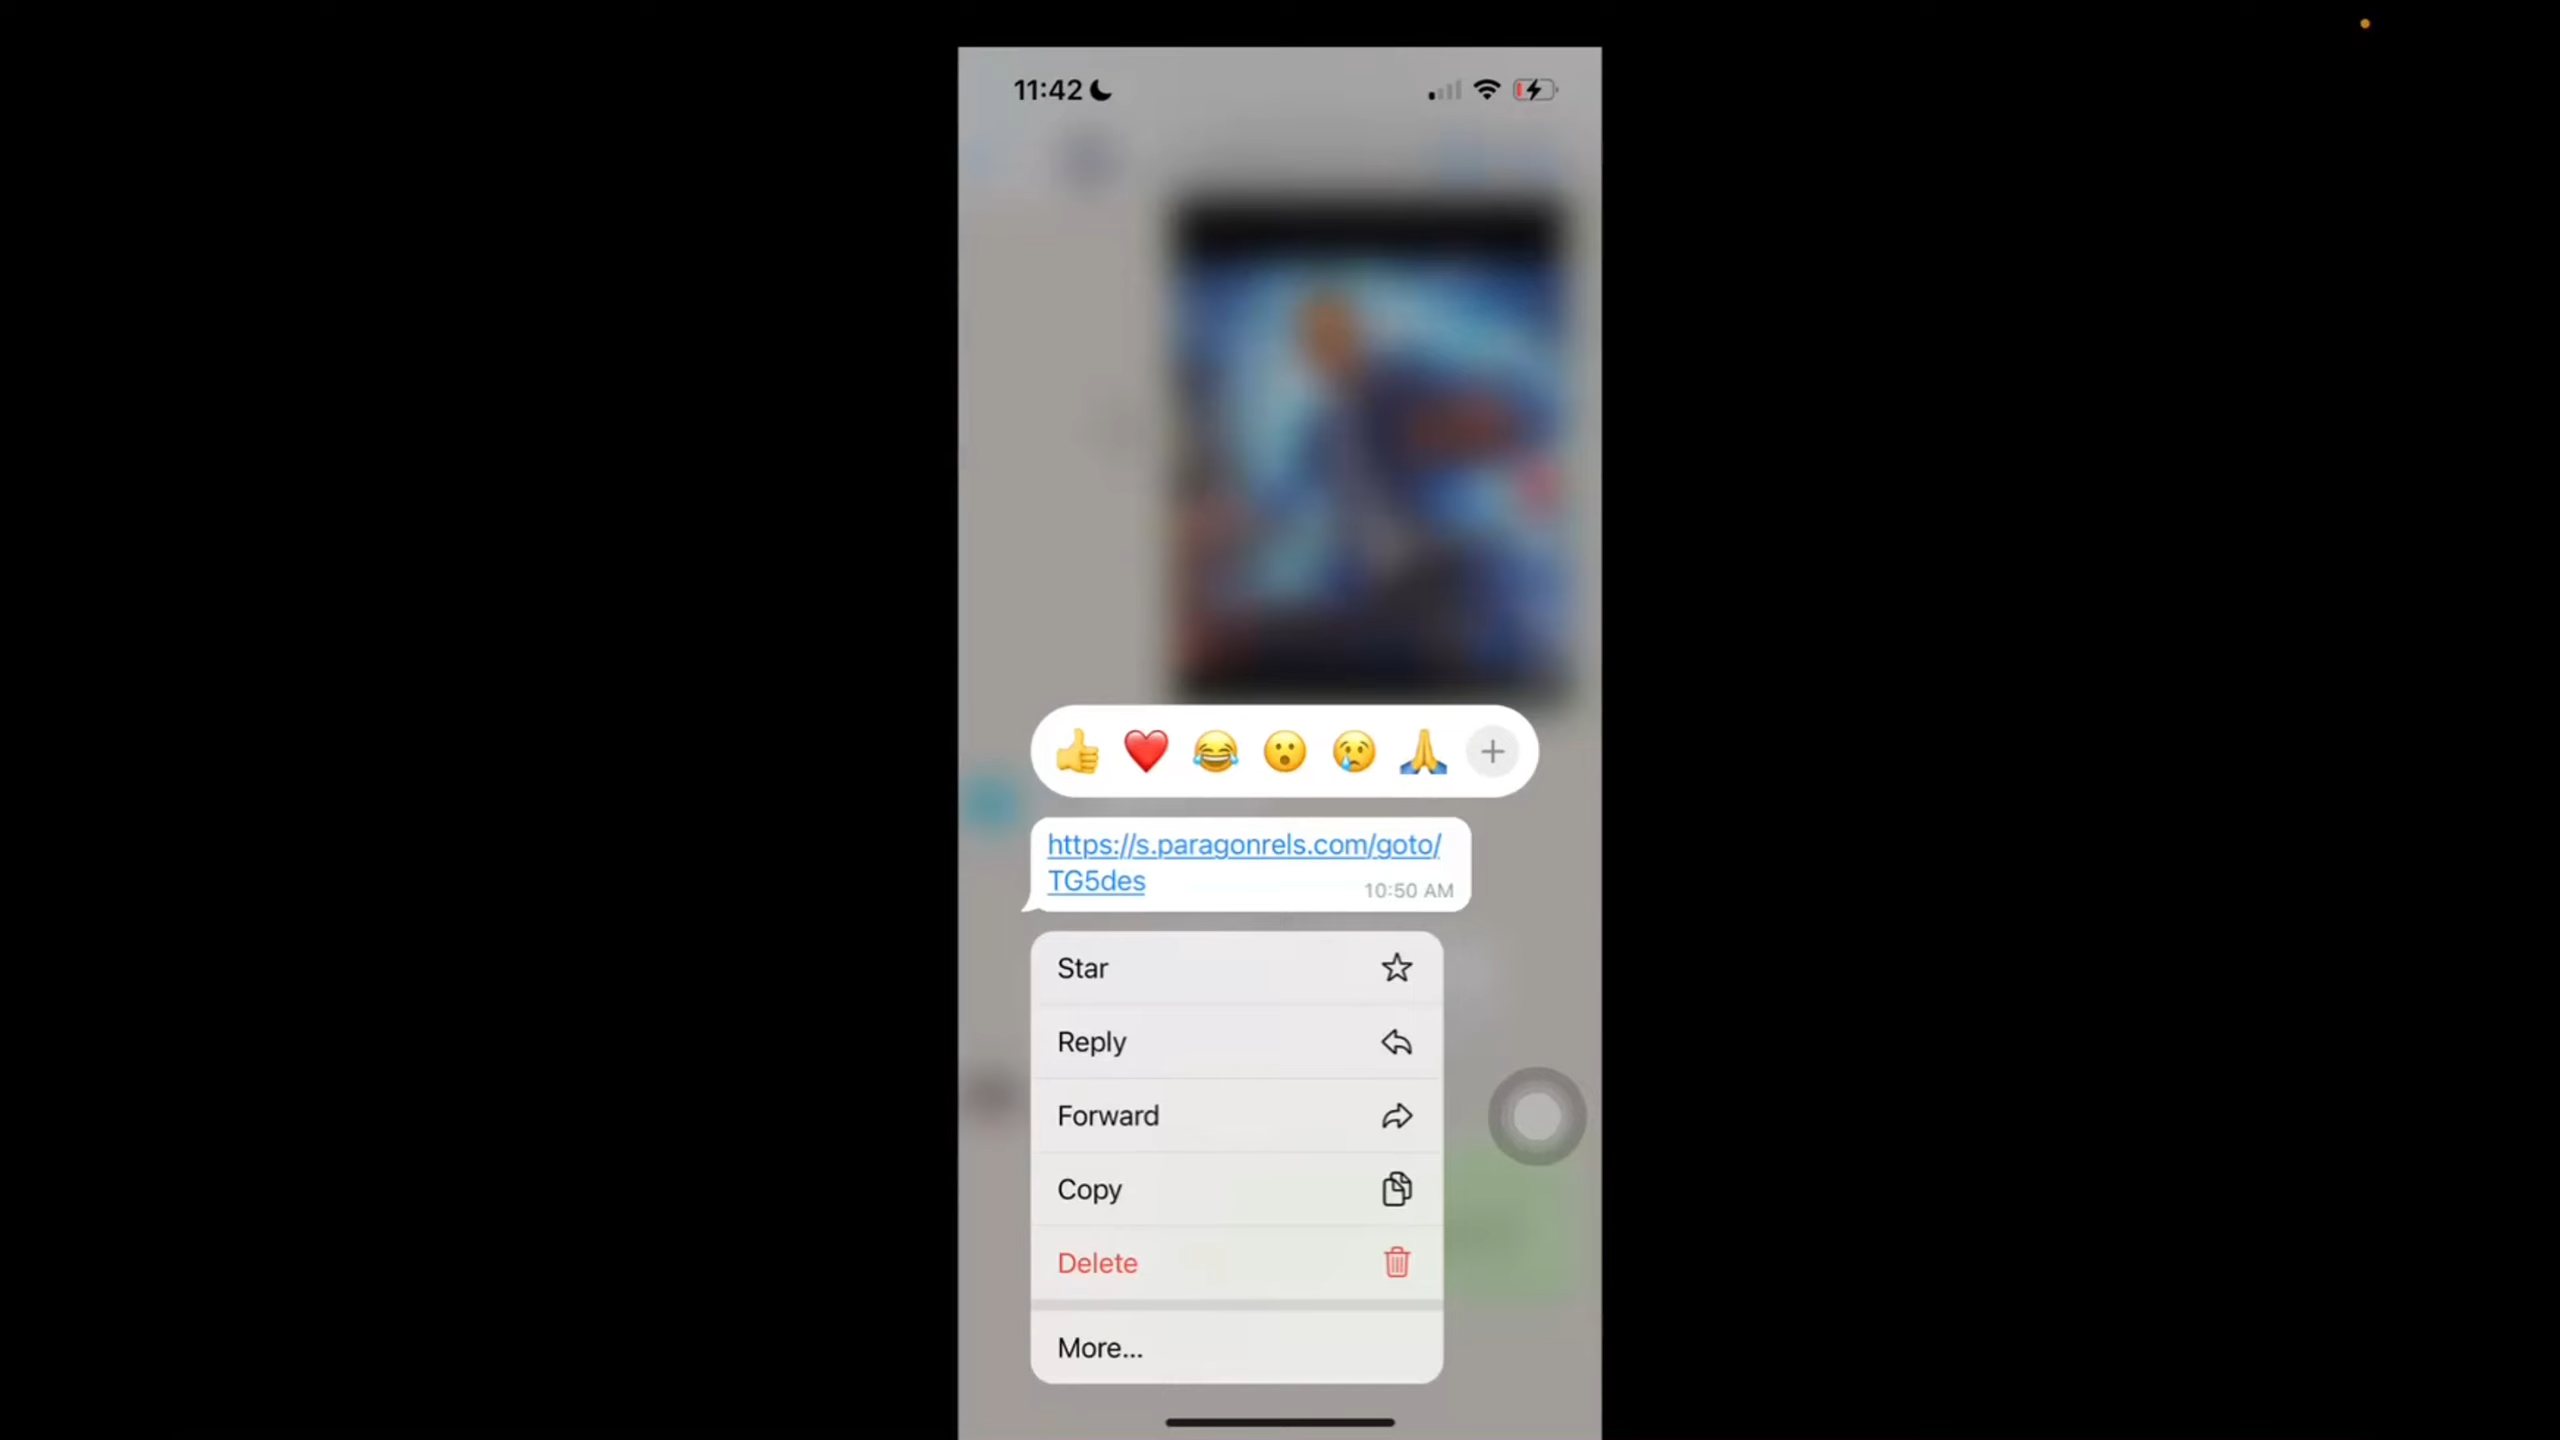 11:42
https://s.paragonrels.com/goto/
TG5des
10:50 AM
Star
Reply
Forward
Copy
Delete
More...